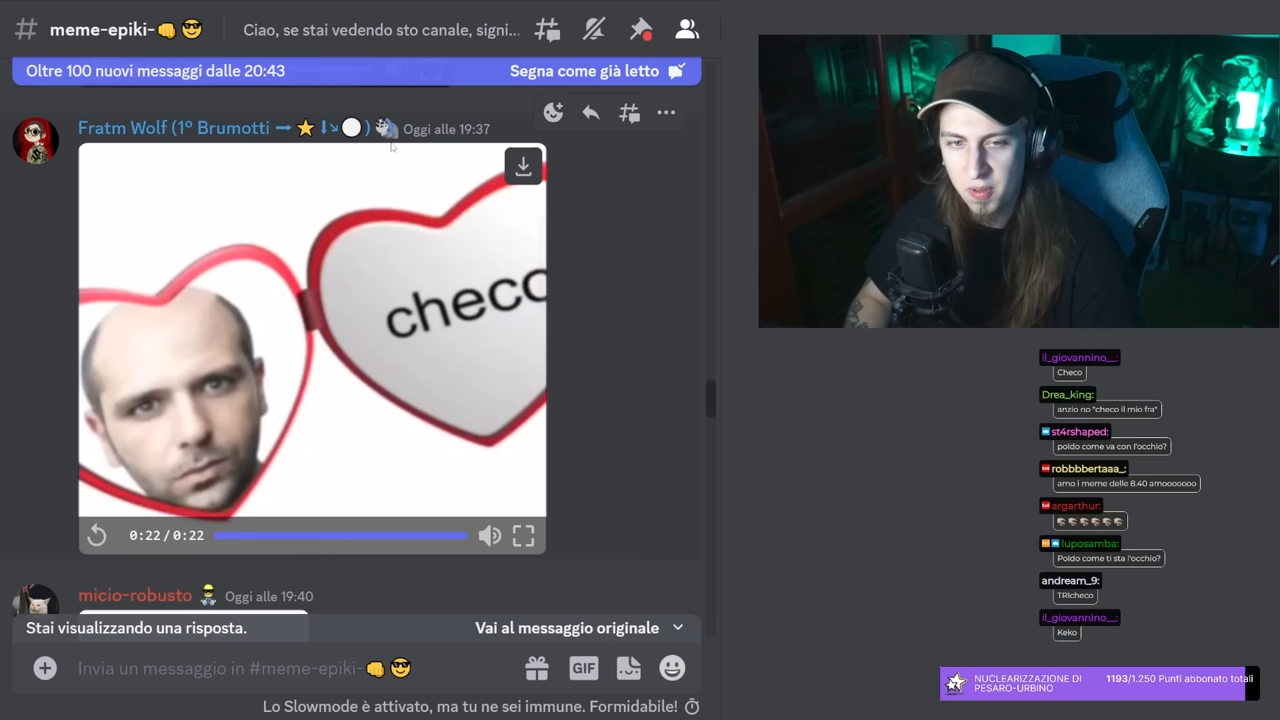 meme-epiki-👊😎
Ciao, se stai vedendo sto canale, signi...
Oltre 100 nuovi messaggi dalle 20:43
Segna come già letto
Fratm Wolf (1º Brumotti → ⭐ ⬇↘⚪ ) Oggi alle 19:37
checo
0:22 / 0:22
micio-robusto Oggi alle 19:40
Stai visualizzando una risposta.
Vai al messaggio originale
Invia un messaggio in #meme-epiki-👊😎
GIF
Lo Slowmode è attivato, ma tu ne sei immune. Formidabile!
il_giovannino__:
Checo
Drea_king:
anzio no "checo il mio fra"
st4rshaped:
poldo come va con l'occhio?
robbbbertaaa_:
amo i meme delle 8.40 amooooooo
argarthur:
luposamba:
Poldo come ti sta l'occhio?
andream_9:
TRIcheco
il_giovannino__:
Keko
NUCLEARIZZAZIONE DI
PESARO-URBINO
1193/1.250 Punti abbonato totali